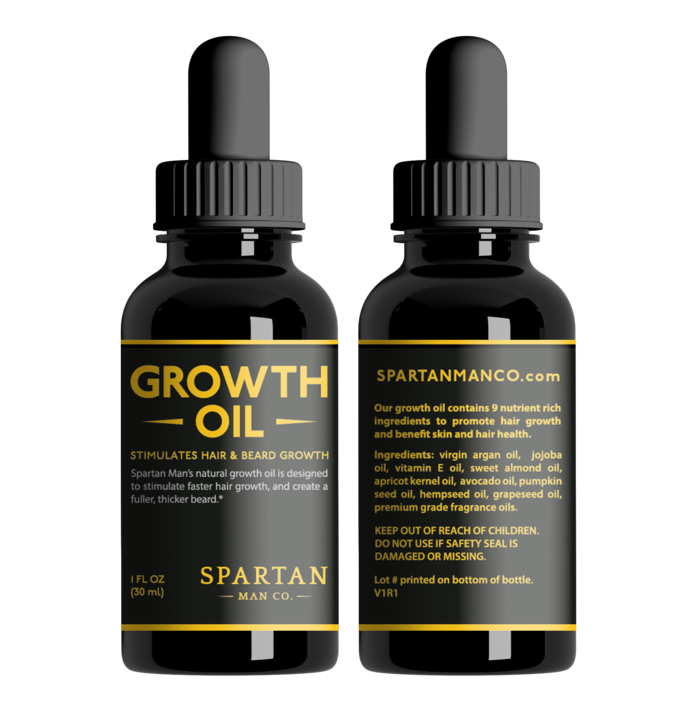 GROWTH
OIL
STIMULATES HAIR & BEARD GROWTH
Spartan Man's natural growth oil is designed
to stimulate faster hair growth, and create a
fuller, thicker beard.*
1 FL OZ
(30 mL)
SPARTAN
MAN CO.
SPARTANMANCO.com
Our growth oil contains 9 nutrient rich
ingredients to promote hair growth
and benefit skin and hair health.
Ingredients: virgin argan oil, jojoba
oil, vitamin E oil, sweet almond oil,
apricot kernel oil, avocado oil, pumpkin
seed oil, hempseed oil, grapeseed oil,
premium grade fragrance oils.
KEEP OUT OF REACH OF CHILDREN.
DO NOT USE IF SAFETY SEAL IS
DAMAGED OR MISSING.
Lot # printed on bottom of bottle.
V1R1